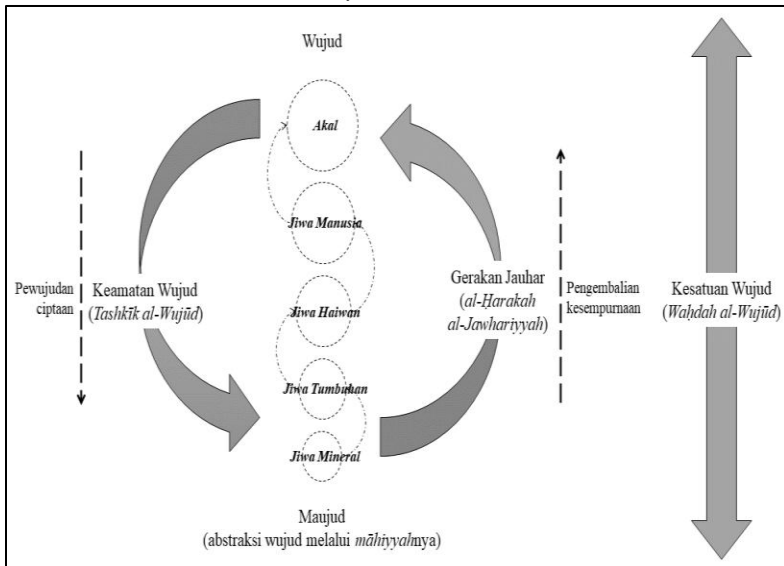 Wujud
Akal
Jiwa Manusia
Jiwa Haiwan
Jiwa Tumbuhan
Jiwa Mineral
Maujud
(abstraksi wujud melalui māhiyyahnya)
Pewujudan
ciptaan
Keamatan Wujud
(Tashkīk al-Wujūd)
Gerakan Jauhar
(al-Ḥarakah
al-Jawhariyyah)
Pengembalian
kesempurnaan
Kesatuan Wujud
(Waḥdah al-Wujūd)